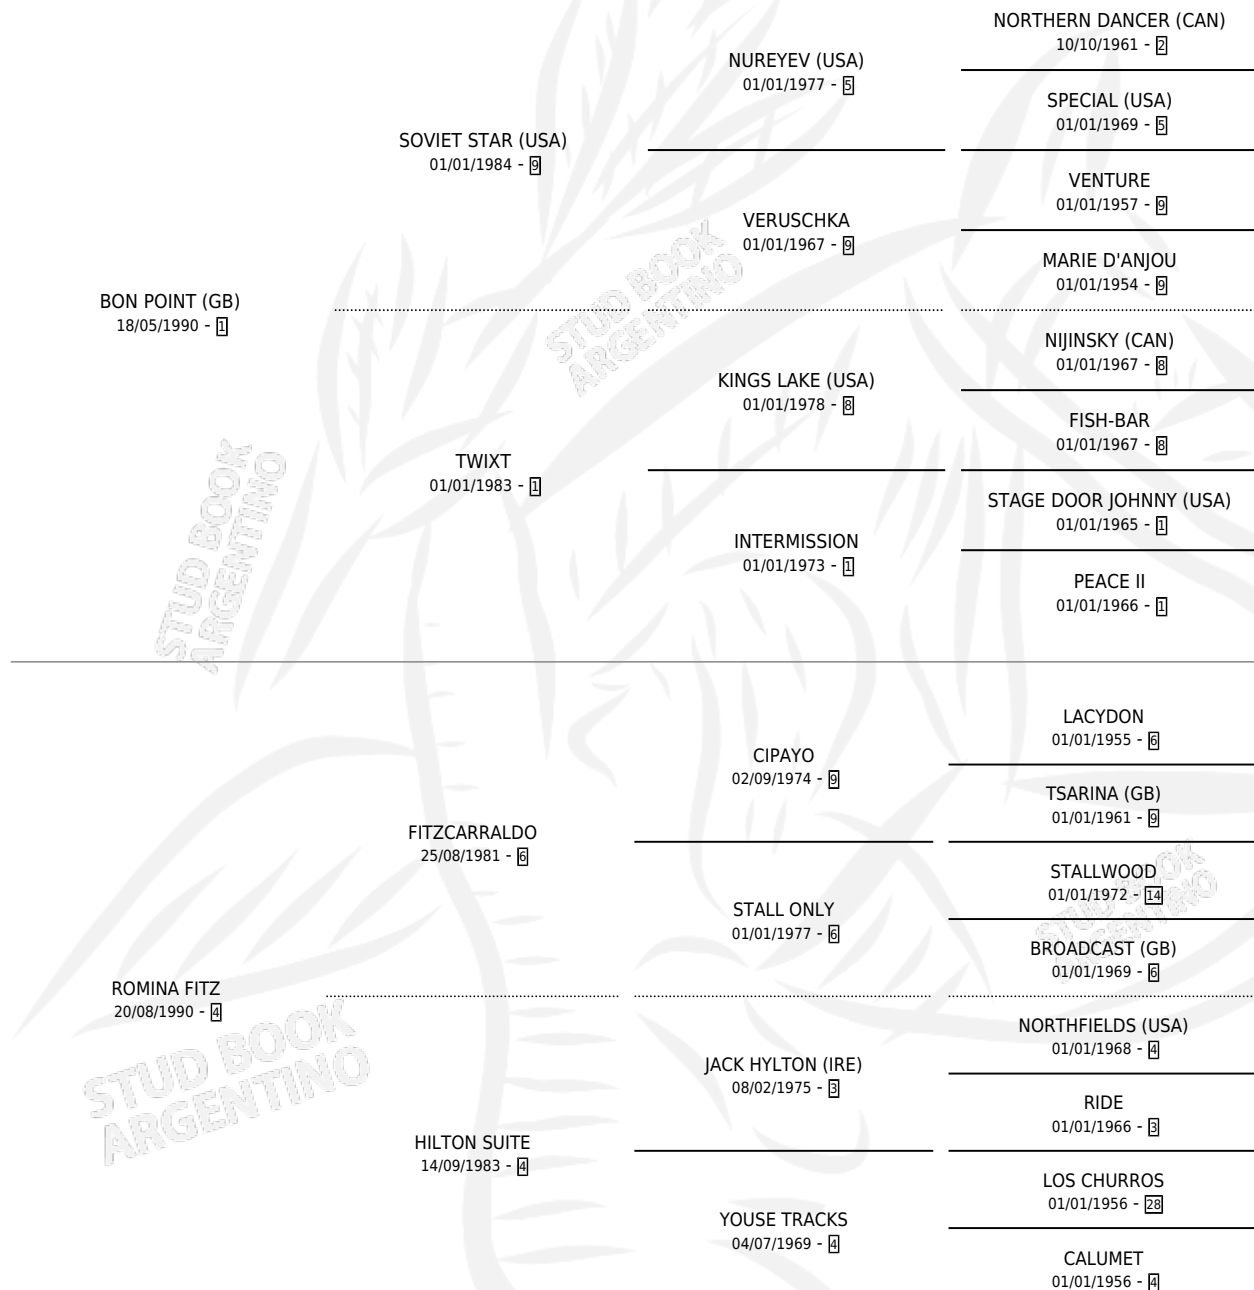 NORTHERN DANCER (CAN)
10/10/1961 - 2
NUREYEV (USA)
01/01/1977 - 5
SPECIAL (USA)
01/01/1969 - 5
SOVIET STAR (USA)
01/01/1984 - 9
VENTURE
01/01/1957 - 9
VERUSCHKA
01/01/1967 - 9
MARIE D'ANJOU
01/01/1954 - 9
BON POINT (GB)
18/05/1990 - 1
NIJINSKY (CAN)
01/01/1967 - 8
KINGS LAKE (USA)
01/01/1978 - 8
FISH-BAR
01/01/1967 - 8
TWIXT
01/01/1983 - 1
STAGE DOOR JOHNNY (USA)
01/01/1965 - 1
INTERMISSION
01/01/1973 - 1
PEACE II
01/01/1966 - 1
STUD BOOK
ARGENTINO
STUD BOOK
ARGENTINO
LACYDON
01/01/1955 - 6
CIPAYO
02/09/1974 - 9
TSARINA (GB)
01/01/1961 - 9
FITZCARRALDO
25/08/1981 - 6
STALLWOOD
01/01/1972 - 14
STALL ONLY
01/01/1977 - 6
BROADCAST (GB)
01/01/1969 - 6
ROMINA FITZ
20/08/1990 - 4
NORTHFIELDS (USA)
01/01/1968 - 4
JACK HYLTON (IRE)
08/02/1975 - 3
RIDE
01/01/1966 - 3
HILTON SUITE
14/09/1983 - 4
LOS CHURROS
01/01/1956 - 28
YOUSE TRACKS
04/07/1969 - 4
CALUMET
01/01/1956 - 4
STUD BOOK
ARGENTINO
STUD BOOK
ARGENTINO